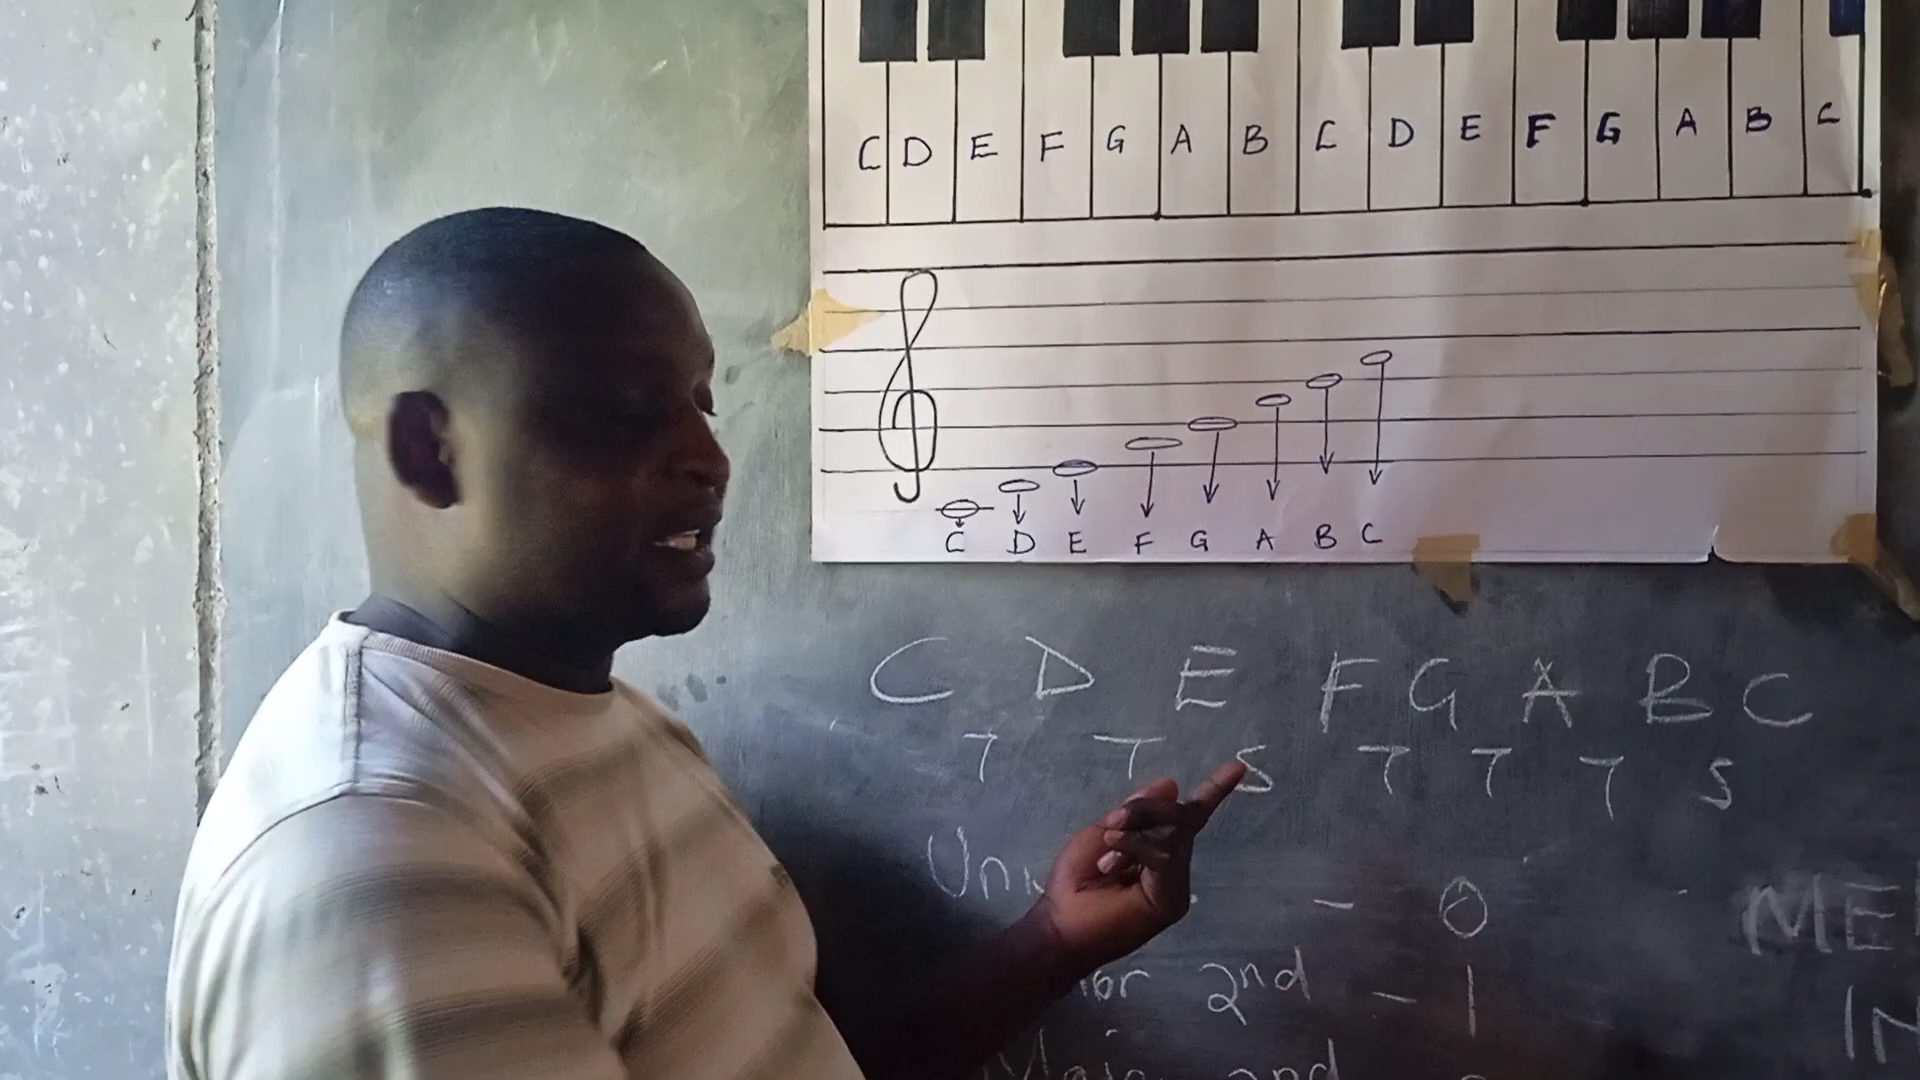 C D E F G A B C D E F G A B C
C D E F G A B C
C D E F G A B C
T T S T T T S
- 0
2nd - 1